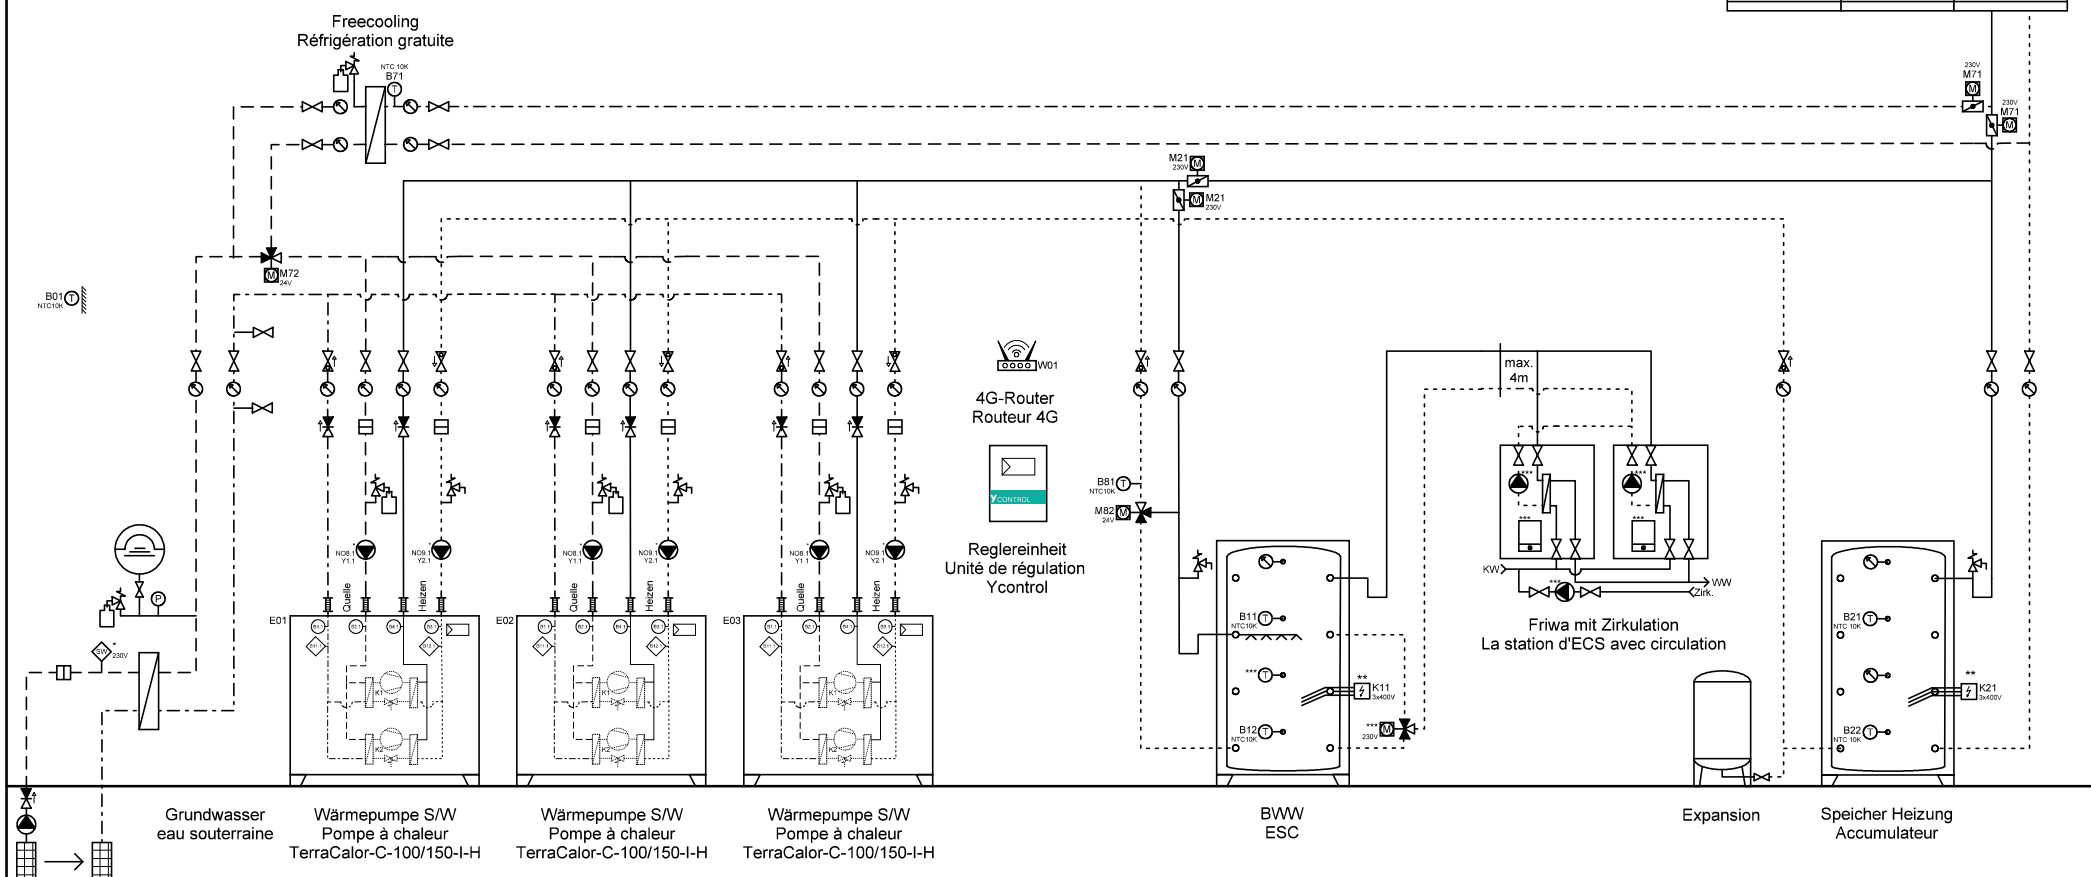 Freecooling
Réfrigération gratuite
NTC 10K
B71
230V
M71
230V
M71
M21
230V
M21
230V
M72
24V
B01
NTC10K
W01
4G-Router
Routeur 4G
YCONTROL
Reglereinheit
Unité de régulation
Ycontrol
max.
4m
B81
NTC10K
M82
24V
NO8.1
Y1.1
NO9.1
Y2.1
NO8.1
Y1.1
NO9.1
Y2.1
NO8.1
Y1.1
NO9.1
Y2.1
Quelle
Heizen
Quelle
Heizen
Quelle
Heizen
P
SW
*
230V
E01
E02
E03
K1
K2
K1
K2
K1
K2
KW
WW
Zirk.
Friwa mit Zirkulation
La station d'ECS avec circulation
B11
NTC10K
***
B12
NTC10K
**
K11
3x400V
***
230V
B21
NTC 10K
B22
NTC 10K
**
K21
3x400V
Grundwasser
eau souterraine
Wärmepumpe S/W
Pompe à chaleur
TerraCalor-C-100/150-I-H
Wärmepumpe S/W
Pompe à chaleur
TerraCalor-C-100/150-I-H
Wärmepumpe S/W
Pompe à chaleur
TerraCalor-C-100/150-I-H
BWW
ESC
Expansion
Speicher Heizung
Accumulateur